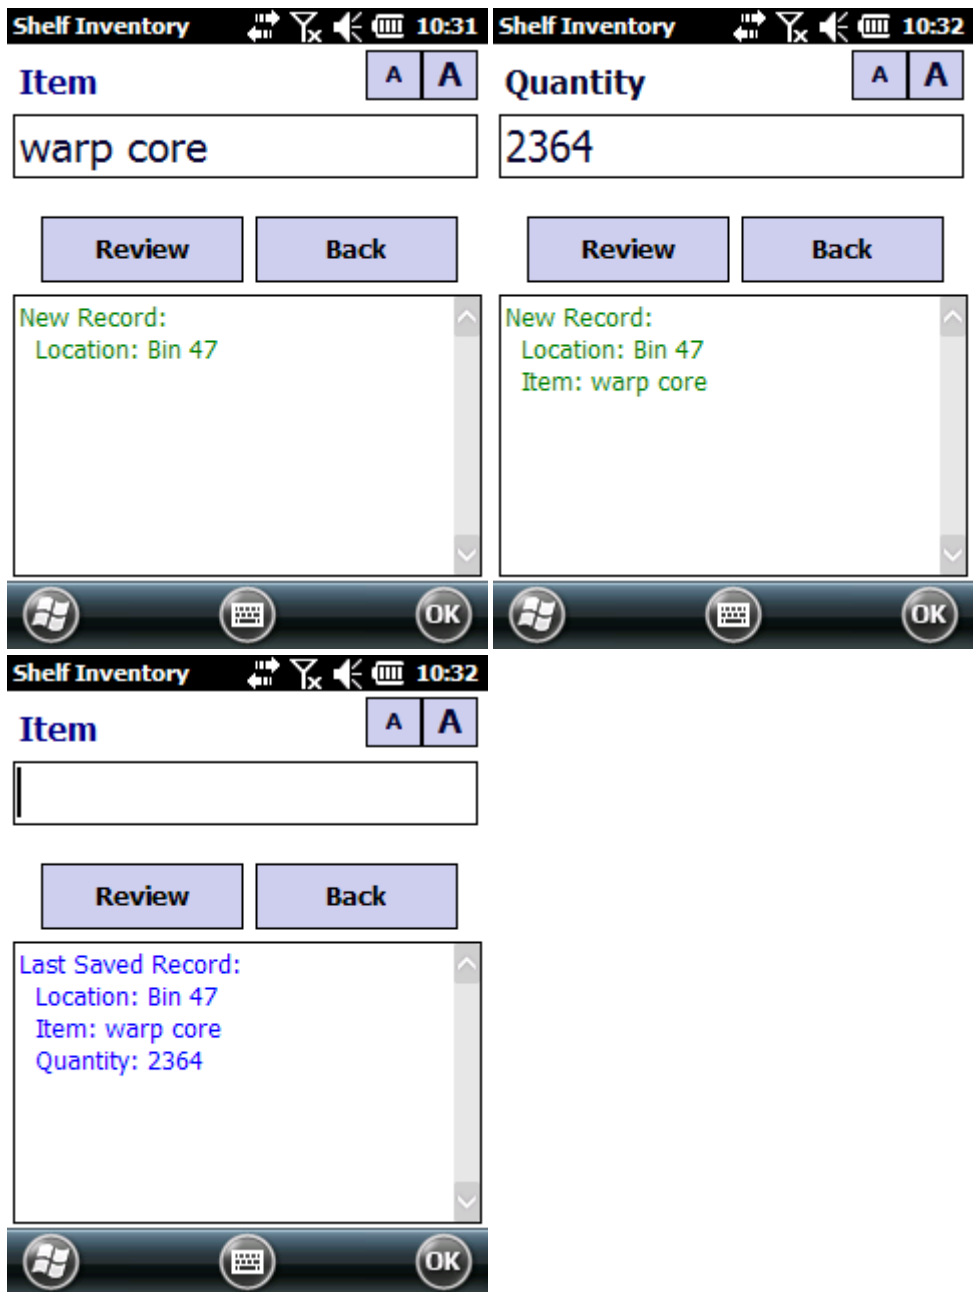 Shelf Inventory 10:31
Item A A
warp core
Review Back
New Record:
Location: Bin 47
OK
Shelf Inventory 10:32
Quantity A A
2364
Review Back
New Record:
Location: Bin 47
Item: warp core
OK
Shelf Inventory 10:32
Item A A
Review Back
Last Saved Record:
Location: Bin 47
Item: warp core
Quantity: 2364
OK